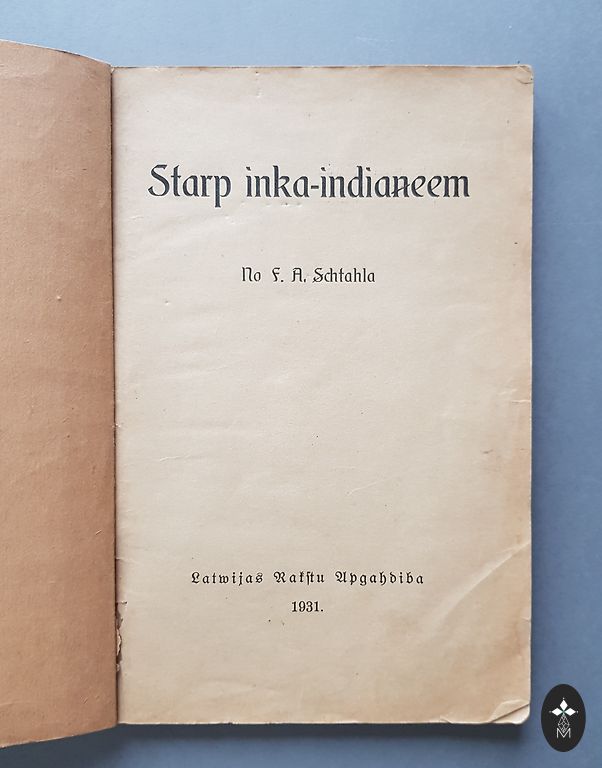 Starp inka-indianeem
No F. A. Schtahla
Latwijas Rakstu Apgahdiba
1931.